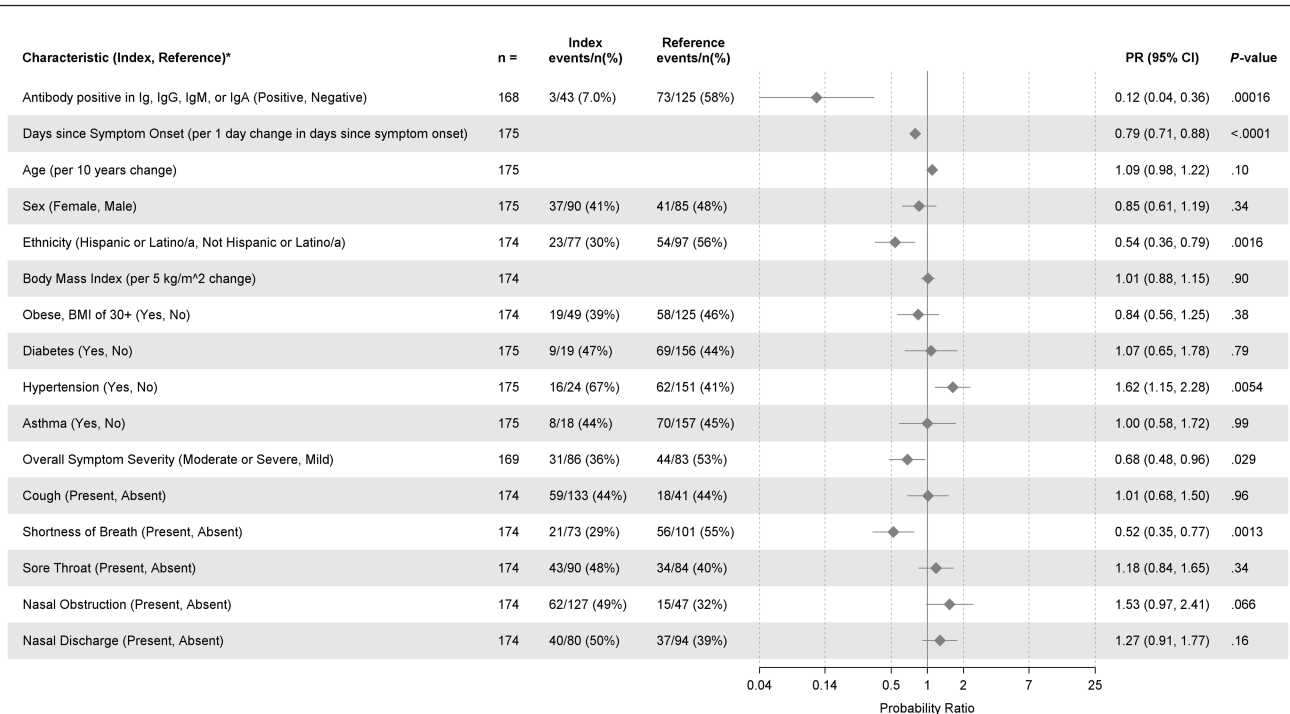 Characteristic (Index, Reference)* n = Index events/n(%) Reference events/n(%) PR (95% CI) P-value
Antibody positive in Ig, IgG, IgM, or IgA (Positive, Negative) 168 3/43 (7.0%) 73/125 (58%) 0.12 (0.04, 0.36) .00016
Days since Symptom Onset (per 1 day change in days since symptom onset) 175 0.79 (0.71, 0.88) <.0001
Age (per 10 years change) 175 1.09 (0.98, 1.22) .10
Sex (Female, Male) 175 37/90 (41%) 41/85 (48%) 0.85 (0.61, 1.19) .34
Ethnicity (Hispanic or Latino/a, Not Hispanic or Latino/a) 174 23/77 (30%) 54/97 (56%) 0.54 (0.36, 0.79) .0016
Body Mass Index (per 5 kg/m^2 change) 174 1.01 (0.88, 1.15) .90
Obese, BMI of 30+ (Yes, No) 174 19/49 (39%) 58/125 (46%) 0.84 (0.56, 1.25) .38
Diabetes (Yes, No) 175 9/19 (47%) 69/156 (44%) 1.07 (0.65, 1.78) .79
Hypertension (Yes, No) 175 16/24 (67%) 62/151 (41%) 1.62 (1.15, 2.28) .0054
Asthma (Yes, No) 175 8/18 (44%) 70/157 (45%) 1.00 (0.58, 1.72) .99
Overall Symptom Severity (Moderate or Severe, Mild) 169 31/86 (36%) 44/83 (53%) 0.68 (0.48, 0.96) .029
Cough (Present, Absent) 174 59/133 (44%) 18/41 (44%) 1.01 (0.68, 1.50) .96
Shortness of Breath (Present, Absent) 174 21/73 (29%) 56/101 (55%) 0.52 (0.35, 0.77) .0013
Sore Throat (Present, Absent) 174 43/90 (48%) 34/84 (40%) 1.18 (0.84, 1.65) .34
Nasal Obstruction (Present, Absent) 174 62/127 (49%) 15/47 (32%) 1.53 (0.97, 2.41) .066
Nasal Discharge (Present, Absent) 174 40/80 (50%) 37/94 (39%) 1.27 (0.91, 1.77) .16
0.04 0.14 0.5 1 2 7 25
Probability Ratio